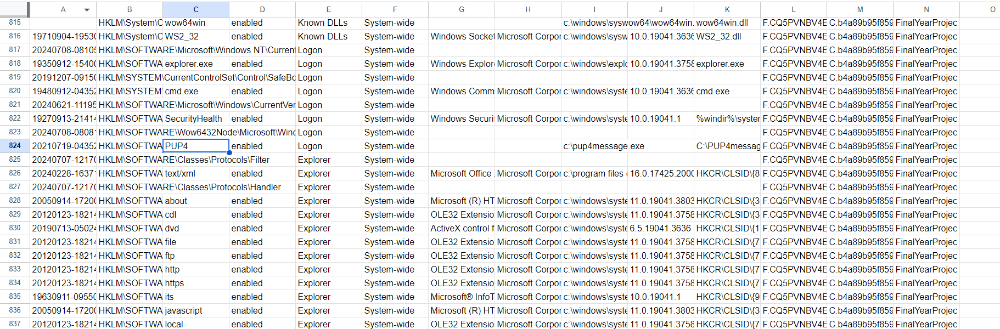 A B C D E F G H I J K L M N O
815 HKLM\System\C wow64win enabled Known DLLs System-wide c:\windows\syswow64\wow64win. wow64win.dll F.CQ5PVNBV4E C.b4a89b95f859 FinalYearProjec
816 19710904-19530 HKLM\System\C WS2_32 enabled Known DLLs System-wide Windows Socket Microsoft Corpor c:\windows\sysw 10.0.19041.3636 WS2_32.dll F.CQ5PVNBV4E C.b4a89b95f859 FinalYearProjec
817 20240708-08105 HKLM\SOFTWARE\Microsoft\Windows NT\Current Logon System-wide F.CQ5PVNBV4E C.b4a89b95f859 FinalYearProjec
818 19350912-15400 HKLM\SOFTWA explorer.exe enabled Logon System-wide Windows Explor Microsoft Corpor c:\windows\explo 10.0.19041.3758 explorer.exe F.CQ5PVNBV4E C.b4a89b95f859 FinalYearProjec
819 20191207-09150 HKLM\SYSTEM\CurrentControlSet\Control\SafeBo Logon System-wide F.CQ5PVNBV4E C.b4a89b95f859 FinalYearProjec
820 19480912-04352 HKLM\SYSTEM\ cmd.exe enabled Logon System-wide Windows Comm Microsoft Corpor c:\windows\syste 10.0.19041.3636 cmd.exe F.CQ5PVNBV4E C.b4a89b95f859 FinalYearProjec
821 20240621-11195 HKLM\SOFTWARE\Microsoft\Windows\CurrentVer Logon System-wide F.CQ5PVNBV4E C.b4a89b95f859 FinalYearProjec
822 19270913-21414 HKLM\SOFTWA SecurityHealth enabled Logon System-wide Windows Securi Microsoft Corpor c:\windows\syste 10.0.19041.1 %windir%\system F.CQ5PVNBV4E C.b4a89b95f859 FinalYearProjec
823 20240708-08081 HKLM\SOFTWARE\Wow6432Node\Microsoft\Wind Logon System-wide F.CQ5PVNBV4E C.b4a89b95f859 FinalYearProjec
824 20210719-04352 HKLM\SOFTWA PUP4 enabled Logon System-wide c:\pup4message.exe C:\PUP4messag F.CQ5PVNBV4E C.b4a89b95f859 FinalYearProjec
825 20240707-12170 HKLM\SOFTWARE\Classes\Protocols\Filter Explorer System-wide F.CQ5PVNBV4E C.b4a89b95f859 FinalYearProjec
826 20240228-16371 HKLM\SOFTWA text/xml enabled Explorer System-wide Microsoft Office Microsoft Corpor c:\program files ( 16.0.17425.2000 HKCR\CLSID\{8 F.CQ5PVNBV4E C.b4a89b95f859 FinalYearProjec
827 20240707-12170 HKLM\SOFTWARE\Classes\Protocols\Handler Explorer System-wide F.CQ5PVNBV4E C.b4a89b95f859 FinalYearProjec
828 20050914-17200 HKLM\SOFTWA about enabled Explorer System-wide Microsoft (R) HT Microsoft Corpor c:\windows\syste 11.0.19041.3803 HKCR\CLSID\{3 F.CQ5PVNBV4E C.b4a89b95f859 FinalYearProjec
829 20120123-18214 HKLM\SOFTWA cdl enabled Explorer System-wide OLE32 Extensio Microsoft Corpor c:\windows\syste 11.0.19041.3758 HKCR\CLSID\{3 F.CQ5PVNBV4E C.b4a89b95f859 FinalYearProjec
830 20190713-05024 HKLM\SOFTWA dvd enabled Explorer System-wide ActiveX control f Microsoft Corpor c:\windows\syste 6.5.19041.3636 HKCR\CLSID\{1 F.CQ5PVNBV4E C.b4a89b95f859 FinalYearProjec
831 20120123-18214 HKLM\SOFTWA file enabled Explorer System-wide OLE32 Extensio Microsoft Corpor c:\windows\syste 11.0.19041.3758 HKCR\CLSID\{7 F.CQ5PVNBV4E C.b4a89b95f859 FinalYearProjec
832 20120123-18214 HKLM\SOFTWA ftp enabled Explorer System-wide OLE32 Extensio Microsoft Corpor c:\windows\syste 11.0.19041.3758 HKCR\CLSID\{7 F.CQ5PVNBV4E C.b4a89b95f859 FinalYearProjec
833 20120123-18214 HKLM\SOFTWA http enabled Explorer System-wide OLE32 Extensio Microsoft Corpor c:\windows\syste 11.0.19041.3758 HKCR\CLSID\{7 F.CQ5PVNBV4E C.b4a89b95f859 FinalYearProjec
834 20120123-18214 HKLM\SOFTWA https enabled Explorer System-wide OLE32 Extensio Microsoft Corpor c:\windows\syste 11.0.19041.3758 HKCR\CLSID\{7 F.CQ5PVNBV4E C.b4a89b95f859 FinalYearProjec
835 19630911-09550 HKLM\SOFTWA its enabled Explorer System-wide Microsoft® InfoT Microsoft Corpor c:\windows\syste 10.0.19041.1 HKCR\CLSID\{9 F.CQ5PVNBV4E C.b4a89b95f859 FinalYearProjec
836 20050914-17200 HKLM\SOFTWA javascript enabled Explorer System-wide Microsoft (R) HT Microsoft Corpor c:\windows\syste 11.0.19041.3803 HKCR\CLSID\{3 F.CQ5PVNBV4E C.b4a89b95f859 FinalYearProjec
837 20120123-18214 HKLM\SOFTWA local enabled Explorer System-wide OLE32 Extensio Microsoft Corpor c:\windows\syste 11.0.19041.3758 HKCR\CLSID\{7 F.CQ5PVNBV4E C.b4a89b95f859 FinalYearProjec